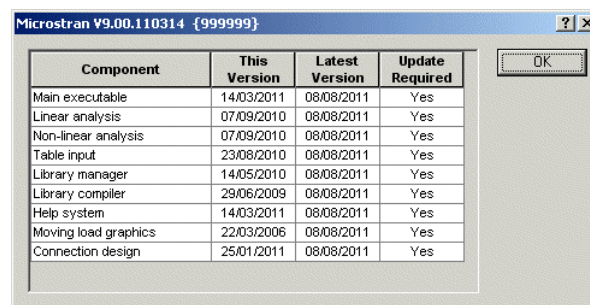 Microstran V9.00.110314 {999999}
Component This Version Latest Version Update Required
Main executable 14/03/2011 08/08/2011 Yes
Linear analysis 07/09/2010 08/08/2011 Yes
Non-linear analysis 07/09/2010 08/08/2011 Yes
Table input 23/08/2010 08/08/2011 Yes
Library manager 14/05/2010 08/08/2011 Yes
Library compiler 29/06/2009 08/08/2011 Yes
Help system 14/03/2011 08/08/2011 Yes
Moving load graphics 22/03/2006 08/08/2011 Yes
Connection design 25/01/2011 08/08/2011 Yes
OK